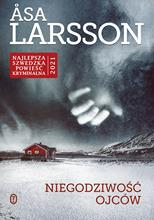 ÅSA
LARSSON
NAJLEPSZA
SZWEDZKA
POWIEŚĆ
KRYMINALNA
2021
NIEGODZIWOŚĆ
OJCÓW